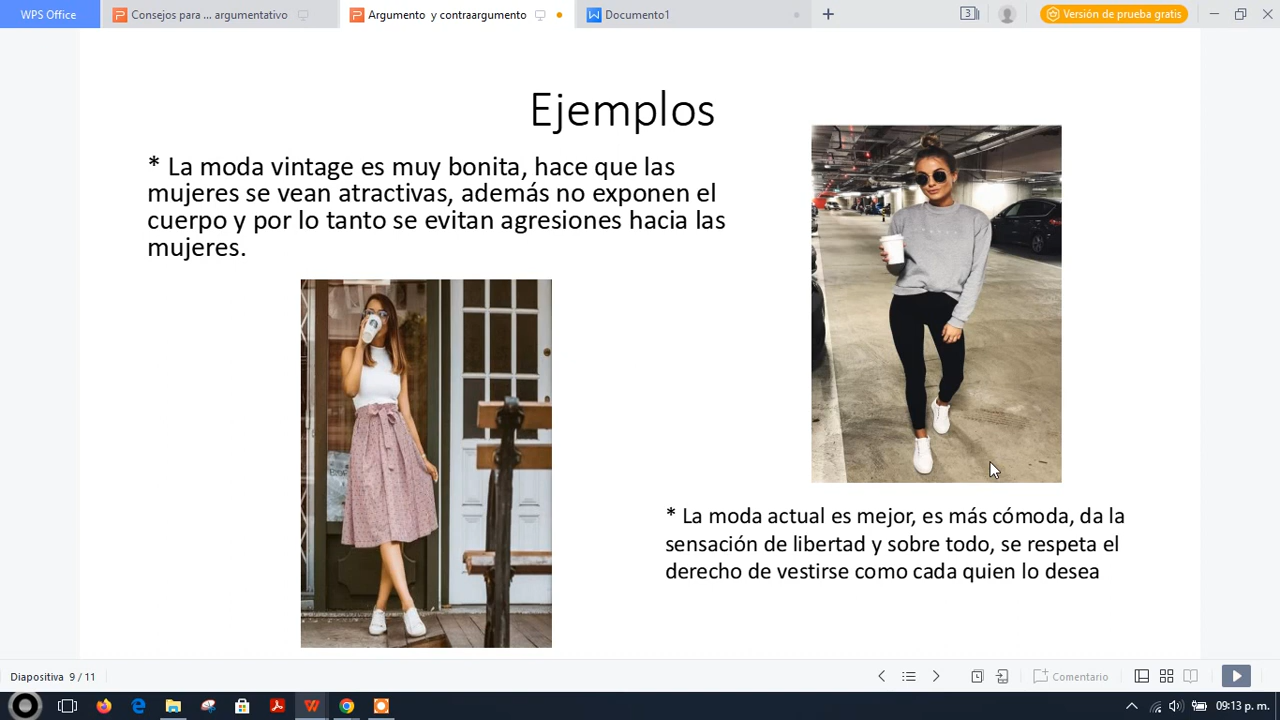 WPS Office
Consejos para ... argumentativo
Argumento y contraargumento
Documento1
3
Versión de prueba gratis
Ejemplos
* La moda vintage es muy bonita, hace que las
mujeres se vean atractivas, además no exponen el
cuerpo y por lo tanto se evitan agresiones hacia las
mujeres.
* La moda actual es mejor, es más cómoda, da la
sensación de libertad y sobre todo, se respeta el
derecho de vestirse como cada quien lo desea
Diapositiva 9 / 11
Comentario
09:13 p. m.